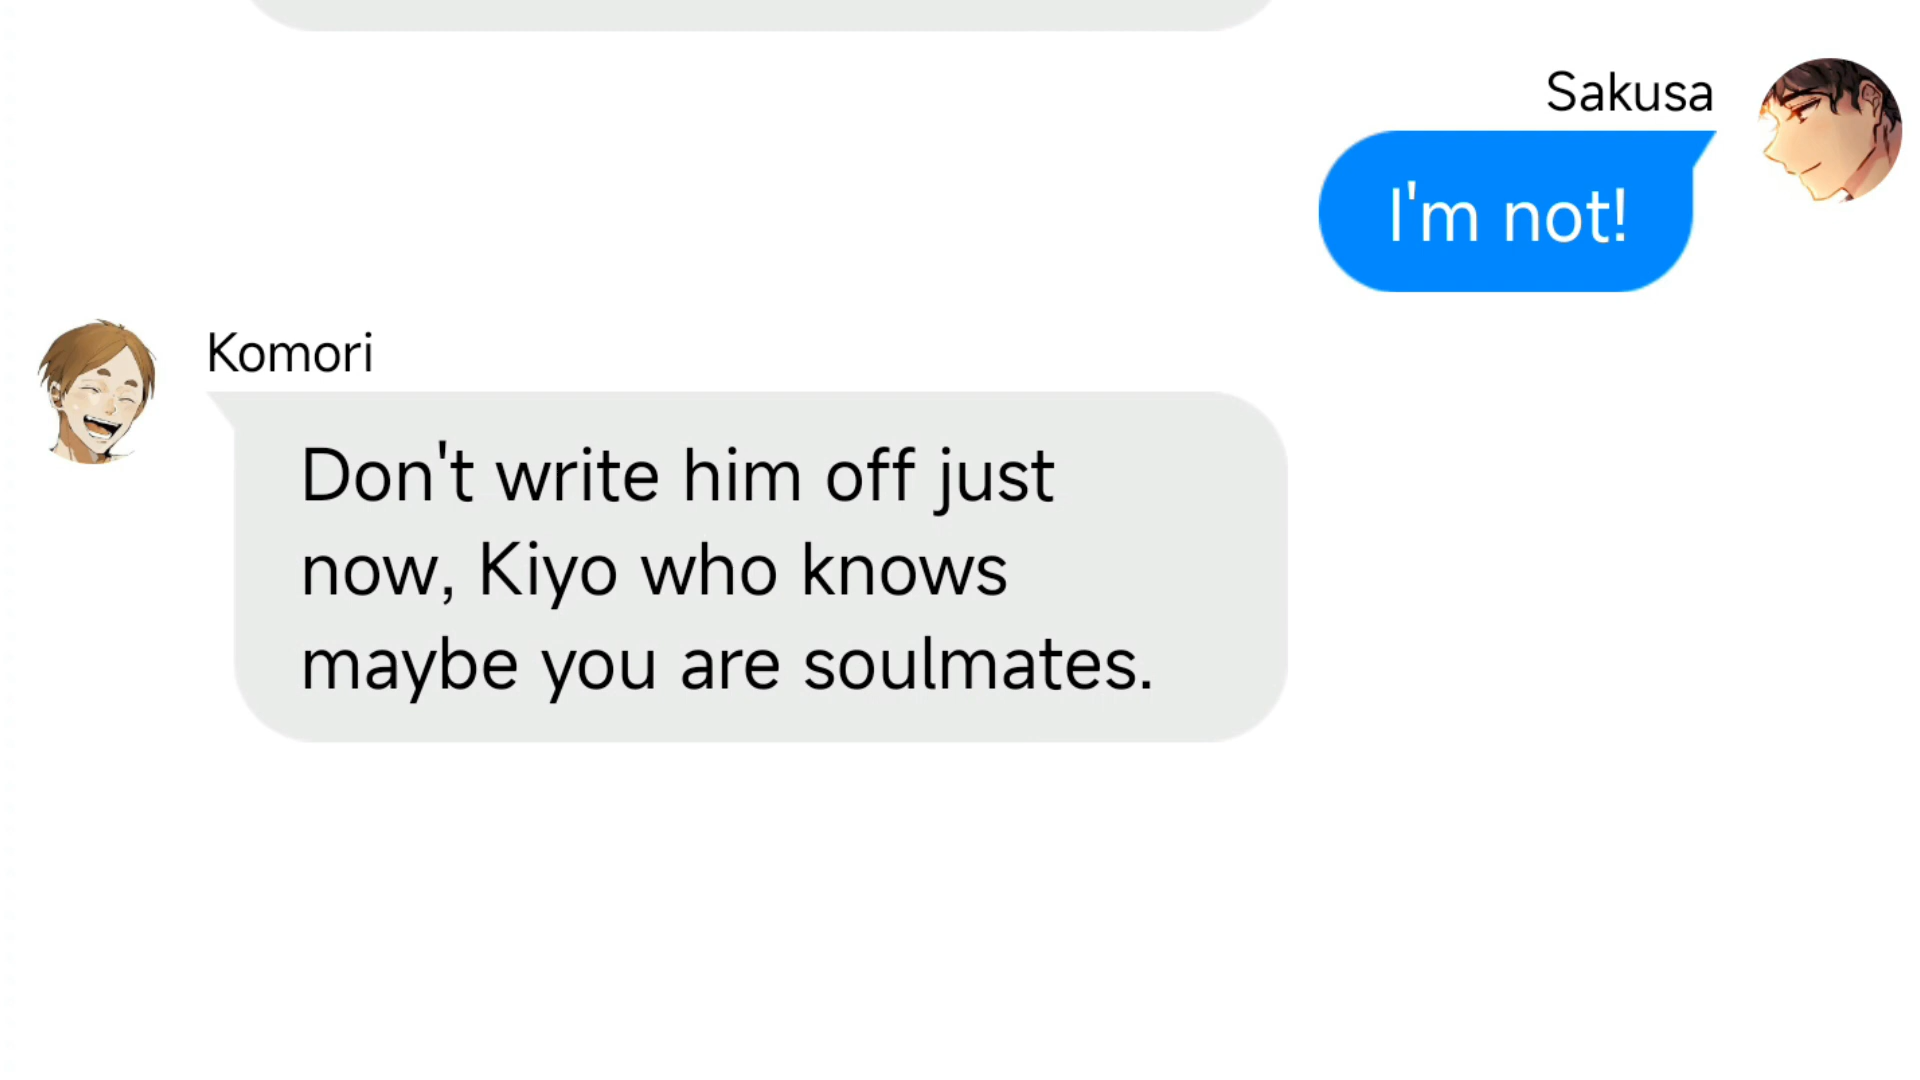 Sakusa
I'm not!
Komori
Don't write him off just
now, Kiyo who knows
maybe you are soulmates.